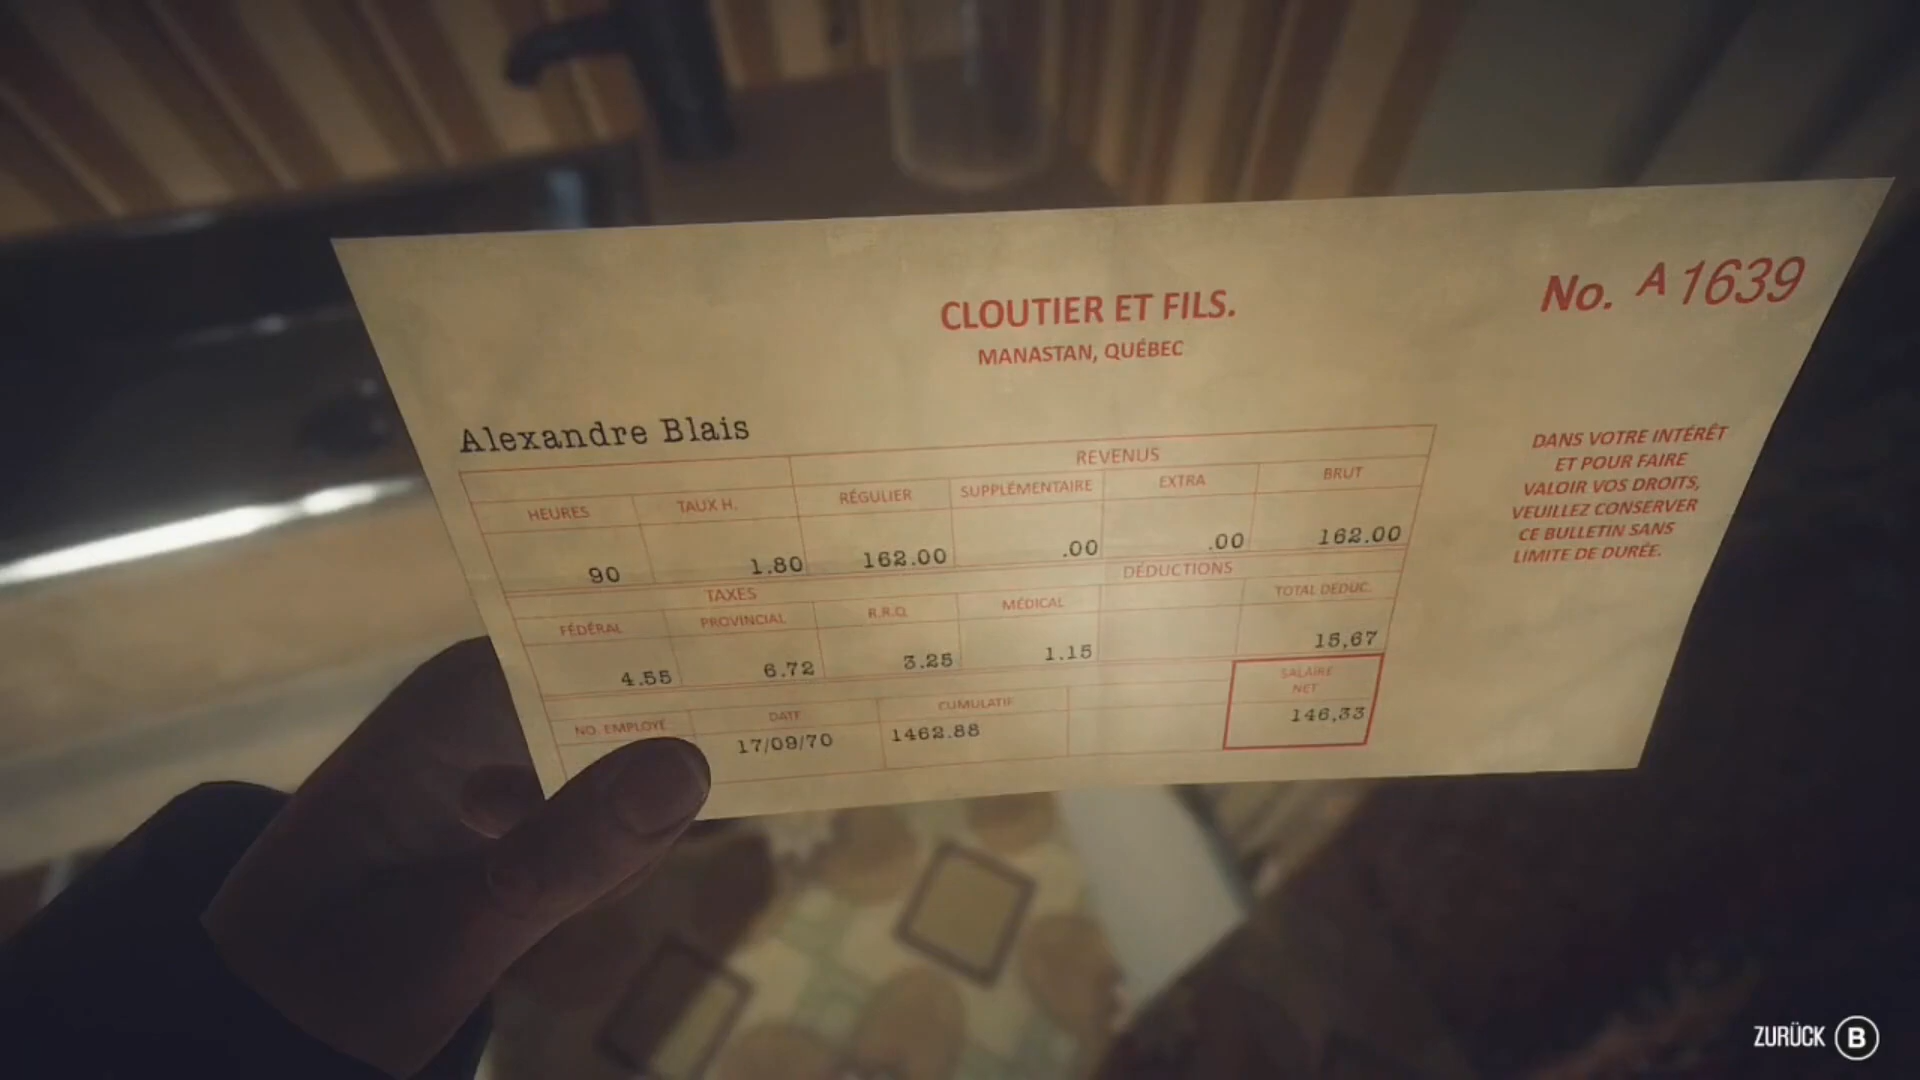 CLOUTIER ET FILS.
MANASTAN, QUÉBEC
No. A 1639
Alexandre Blais
REVENUS
HEURES TAUX H. RÉGULIER SUPPLÉMENTAIRE EXTRA BRUT
90 1.80 162.00 .00 .00 162.00
TAXES DÉDUCTIONS
FÉDÉRAL PROVINCIAL R.R.Q. MÉDICAL TOTAL DÉDUC.
4.55 6.72 3.25 1.15 15,67
NO. EMPLOYÉ DATE CUMULATIF SALAIRE
NET
17/09/70 1462.88 146,33
DANS VOTRE INTÉRÊT
ET POUR FAIRE
VALOIR VOS DROITS,
VEUILLEZ CONSERVER
CE BULLETIN SANS
LIMITE DE DURÉE.
ZURÜCK B